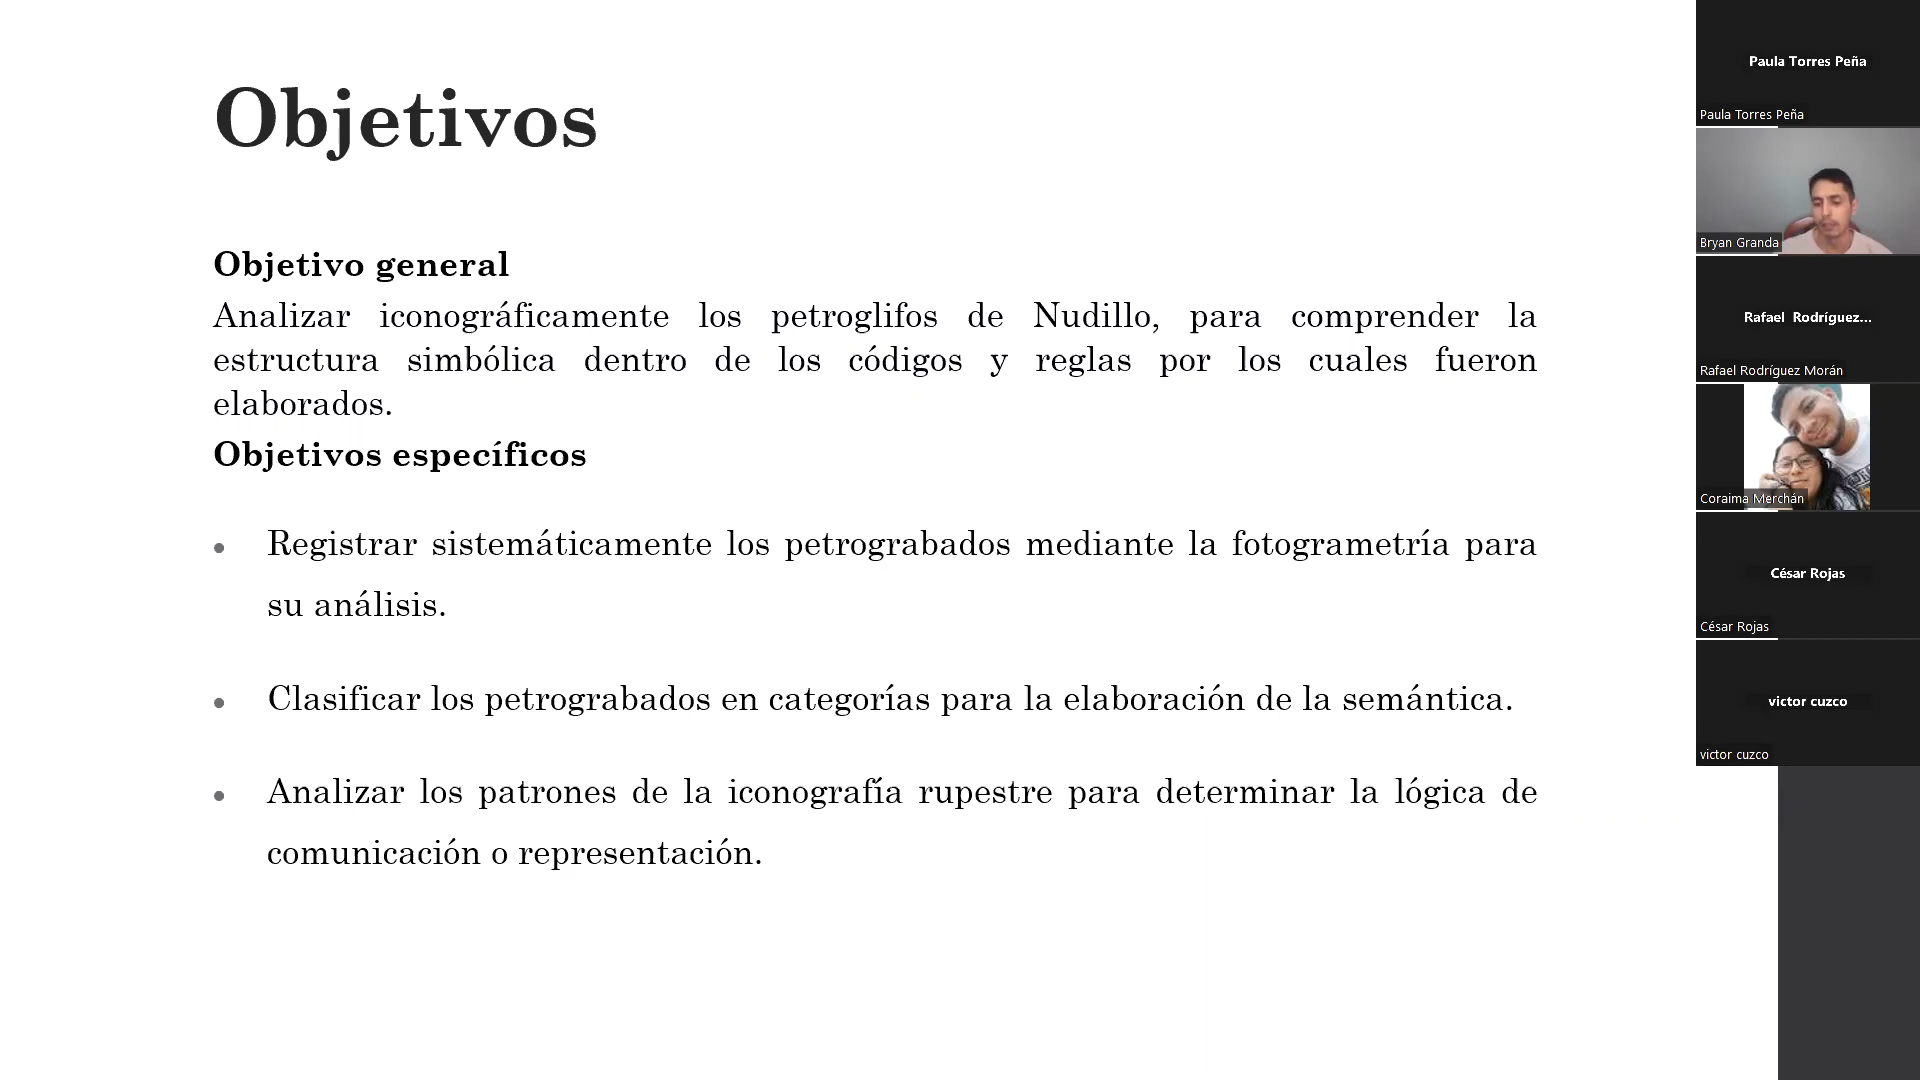 Objetivos
Objetivo general
Analizar iconográficamente los petroglifos de Nudillo, para comprender la
estructura simbólica dentro de los códigos y reglas por los cuales fueron
elaborados.
Objetivos específicos
• Registrar sistemáticamente los petrograbados mediante la fotogrametría para
su análisis.
• Clasificar los petrograbados en categorías para la elaboración de la semántica.
• Analizar los patrones de la iconografía rupestre para determinar la lógica de
comunicación o representación.
Paula Torres Peña
Paula Torres Peña
Bryan Granda
Rafael Rodríguez...
Rafael Rodríguez Morán
Coraima Merchán
César Rojas
César Rojas
victor cuzco
victor cuzco